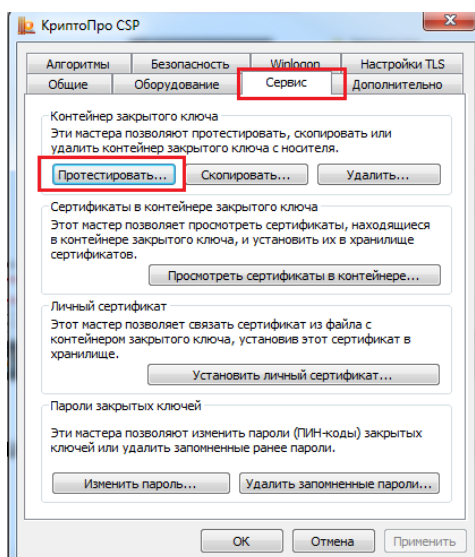 КриптоПро CSP
Алгоритмы Безопасность Winlogon Настройки TLS
Общие Оборудование Сервис Дополнительно
Контейнер закрытого ключа
Эти мастера позволяют протестировать, скопировать или
удалить контейнер закрытого ключа с носителя.
Протестировать... Скопировать... Удалить...
Сертификаты в контейнере закрытого ключа
Этот мастер позволяет просмотреть сертификаты, находящиеся
в контейнере закрытого ключа, и установить их в хранилище
сертификатов.
Просмотреть сертификаты в контейнере...
Личный сертификат
Этот мастер позволяет связать сертификат из файла с
контейнером закрытого ключа, установив этот сертификат в
хранилище.
Установить личный сертификат...
Пароли закрытых ключей
Эти мастера позволяют изменить пароли (ПИН-коды) закрытых
ключей или удалить запомненные ранее пароли.
Изменить пароль... Удалить запомненные пароли...
ОК Отмена Применить